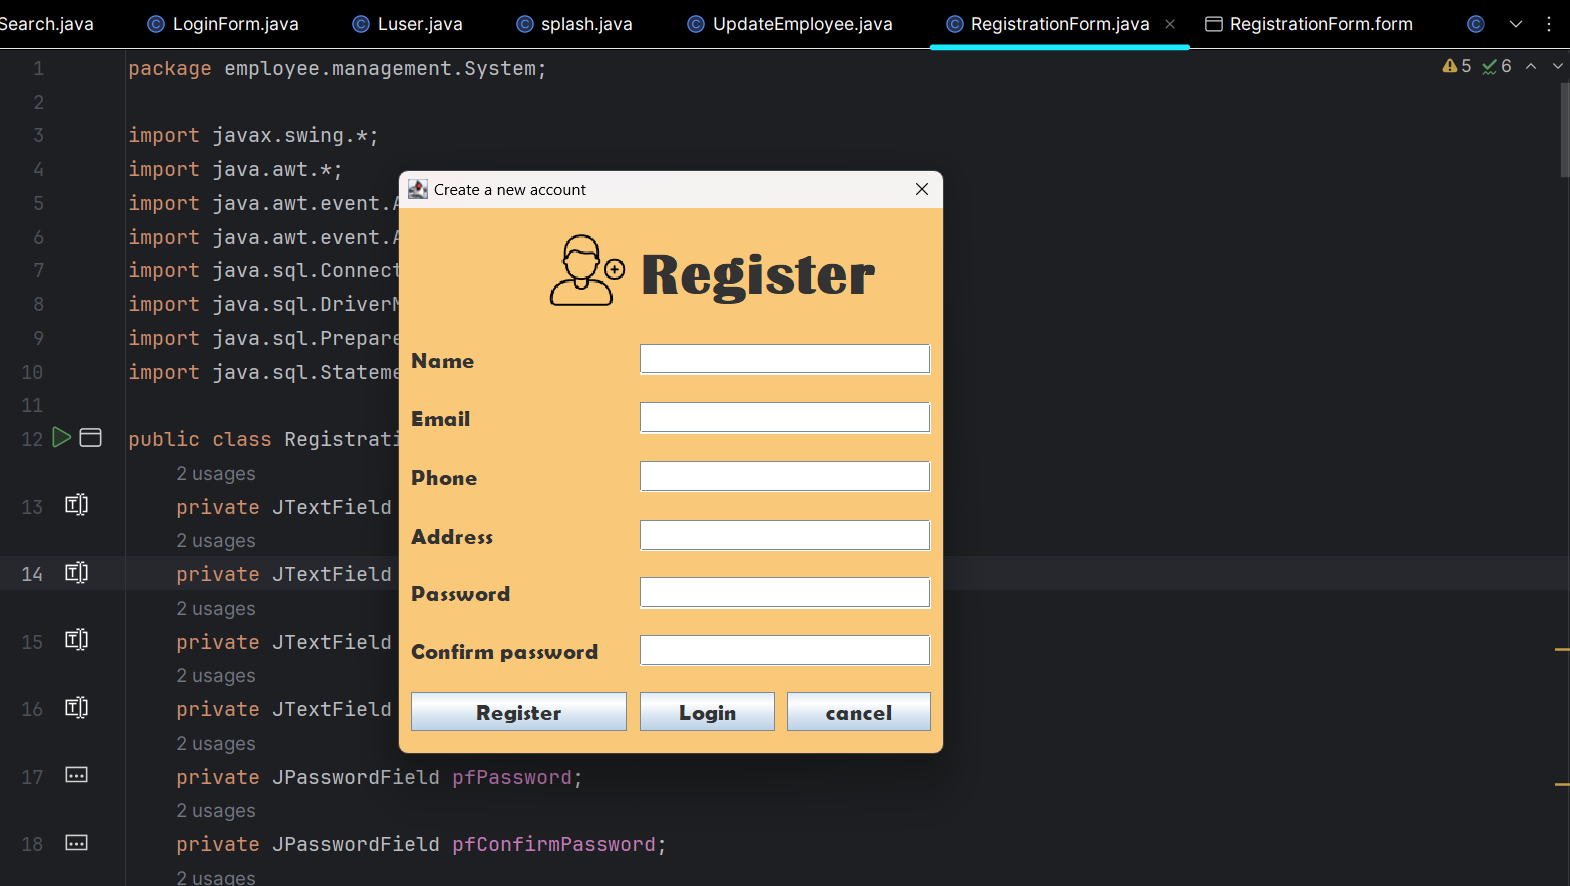 Search.java LoginForm.java Luser.java splash.java UpdateEmployee.java RegistrationForm.java RegistrationForm.form
1 package employee.management.System; 5 6
2
3 import javax.swing.*;
4 import java.awt.*;
5 import java.awt.event.A
6 import java.awt.event.A
7 import java.sql.Connect
8 import java.sql.DriverM
9 import java.sql.Prepare
10 import java.sql.Stateme
11
12 public class Registrati
2 usages
13 private JTextField
2 usages
14 private JTextField
2 usages
15 private JTextField
2 usages
16 private JTextField
2 usages
17 private JPasswordField pfPassword;
2 usages
18 private JPasswordField pfConfirmPassword;
2 usages
Create a new account
Register
Name
Email
Phone
Address
Password
Confirm password
Register Login cancel